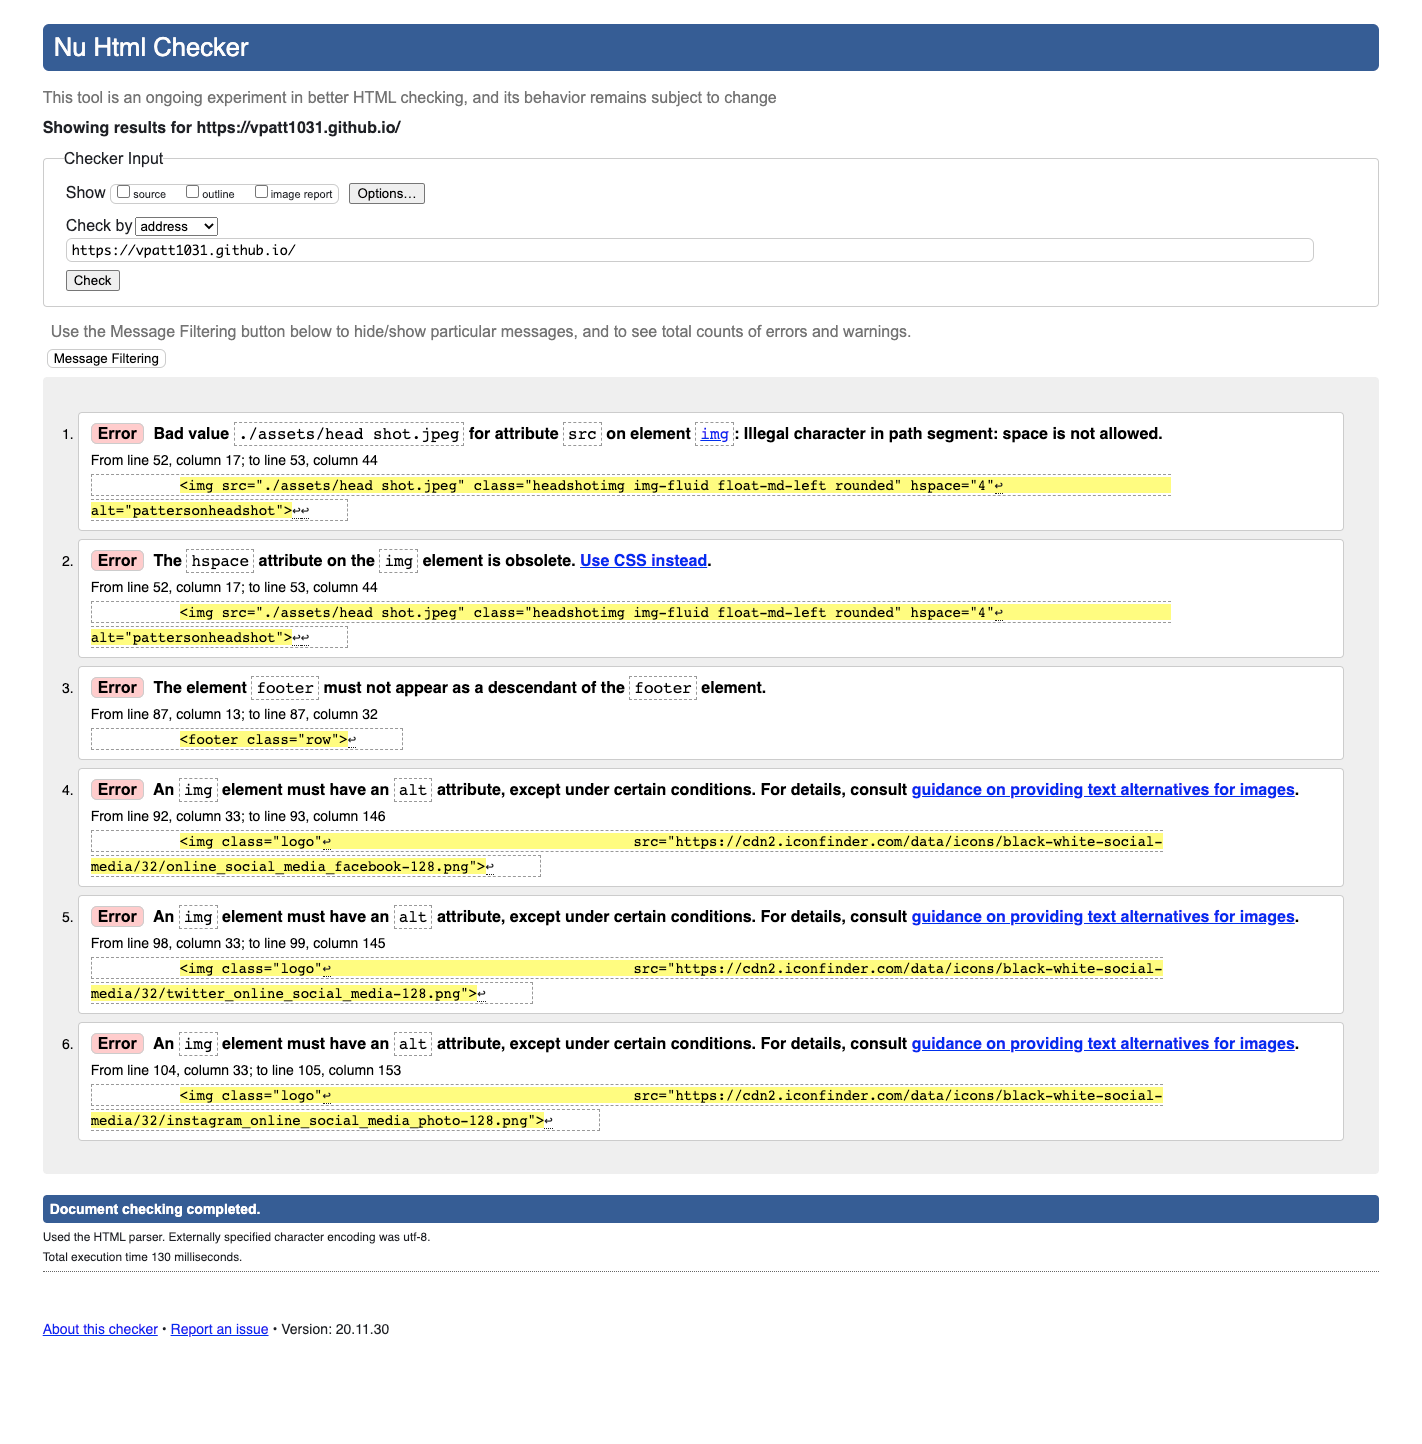 Nu Html Checker
This tool is an ongoing experiment in better HTML checking, and its behavior remains subject to change
Showing results for https://vpatt1031.github.io/
Checker Input
Show source outline image report Options...
Check by address
https://vpatt1031.github.io/
Check
Use the Message Filtering button below to hide/show particular messages, and to see total counts of errors and warnings.
Message Filtering
1. Error Bad value ./assets/head shot.jpeg for attribute src on element img: Illegal character in path segment: space is not allowed.
From line 52, column 17; to line 53, column 44
<img src="./assets/head shot.jpeg" class="headshotimg img-fluid float-md-left rounded" hspace="4"↩
alt="pattersonheadshot">↩↩
2. Error The hspace attribute on the img element is obsolete. Use CSS instead.
From line 52, column 17; to line 53, column 44
<img src="./assets/head shot.jpeg" class="headshotimg img-fluid float-md-left rounded" hspace="4"↩
alt="pattersonheadshot">↩↩
3. Error The element footer must not appear as a descendant of the footer element.
From line 87, column 13; to line 87, column 32
<footer class="row">↩
4. Error An img element must have an alt attribute, except under certain conditions. For details, consult guidance on providing text alternatives for images.
From line 92, column 33; to line 93, column 146
<img class="logo"↩ src="https://cdn2.iconfinder.com/data/icons/black-white-social-
media/32/online_social_media_facebook-128.png">↩
5. Error An img element must have an alt attribute, except under certain conditions. For details, consult guidance on providing text alternatives for images.
From line 98, column 33; to line 99, column 145
<img class="logo"↩ src="https://cdn2.iconfinder.com/data/icons/black-white-social-
media/32/twitter_online_social_media-128.png">↩
6. Error An img element must have an alt attribute, except under certain conditions. For details, consult guidance on providing text alternatives for images.
From line 104, column 33; to line 105, column 153
<img class="logo"↩ src="https://cdn2.iconfinder.com/data/icons/black-white-social-
media/32/instagram_online_social_media_photo-128.png">↩
Document checking completed.
Used the HTML parser. Externally specified character encoding was utf-8.
Total execution time 130 milliseconds.
About this checker • Report an issue • Version: 20.11.30